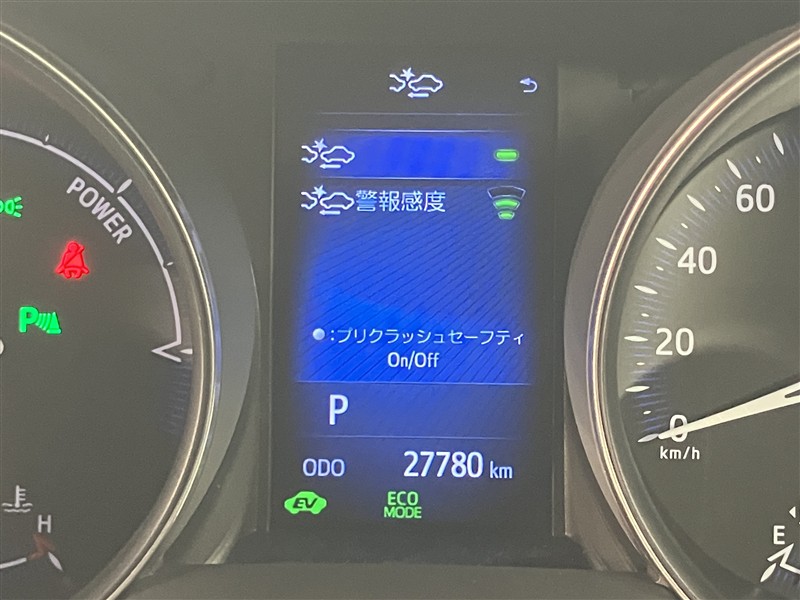 POWER
P
H
警報感度
●:プリクラッシュセーフティ
On/Off
P
ODO 27780 km
EV
ECO
MODE
60
40
20
0
km/h
E